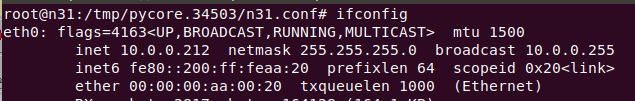 root@n31:/tmp/pycore.34503/n31.conf# ifconfig
eth0: flags=4163<UP,BROADCAST,RUNNING,MULTICAST>  mtu 1500
        inet 10.0.0.212  netmask 255.255.255.0  broadcast 10.0.0.255
        inet6 fe80::200:ff:feaa:20  prefixlen 64  scopeid 0x20<link>
        ether 00:00:00:aa:00:20  txqueuelen 1000  (Ethernet)